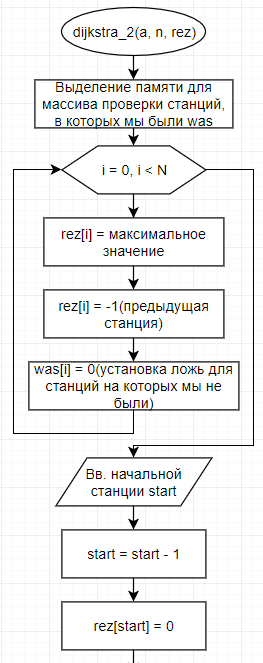 dijkstra_2(a, n, rez)
Выделение памяти для
массива проверки станций,
в которых мы были was
i = 0, i < N
rez[i] = максимальное
значение
rez[i] = -1(предыдущая
станция)
was[i] = 0(установка ложь для
станций на которых мы не
были)
Вв. начальной
станции start
start = start - 1
rez[start] = 0